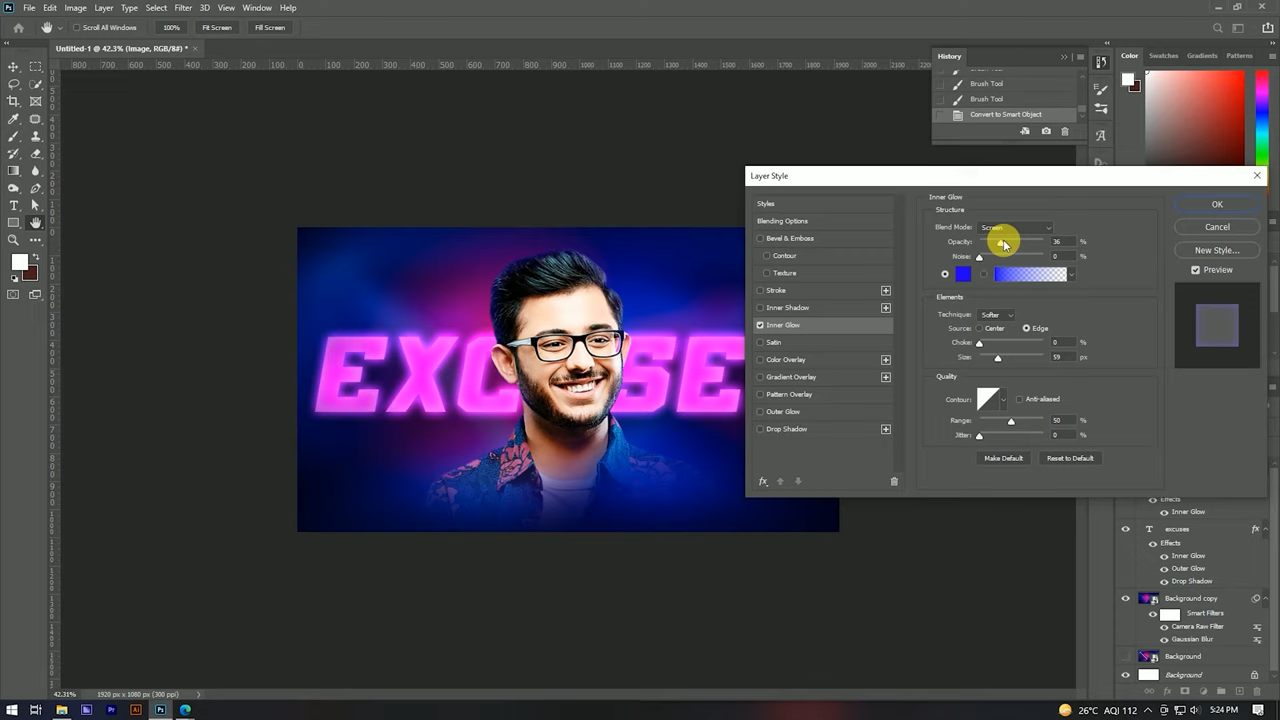 File Edit Image Layer Type Select Filter 3D View Window Help
Scroll All Windows 100% Fit Screen Fill Screen
Untitled-1 @ 42.3% (Image, RGB/8#) *
History
Brush Tool
Brush Tool
Convert to Smart Object
Color Swatches Gradients Patterns
EXC SE
Layer Style
Styles
Blending Options
Bevel & Emboss
Contour
Texture
Stroke
Inner Shadow
Inner Glow
Satin
Color Overlay
Gradient Overlay
Pattern Overlay
Outer Glow
Drop Shadow
Inner Glow
Structure
Blend Mode: Screen
Opacity: 36 %
Noise: 0 %
Elements
Technique: Softer
Source: Center Edge
Choke: 0 %
Size: 59 px
Quality
Contour: Anti-aliased
Range: 50 %
Jitter: 0 %
Make Default Reset to Default
OK
Cancel
New Style...
Preview
Effects
Inner Glow
excuses
Effects
Inner Glow
Outer Glow
Drop Shadow
Background copy
Smart Filters
Camera Raw Filter
Gaussian Blur
Background
Background
42.31% 1920 px x 1080 px (300 ppi)
26°C AQI 112 5:24 PM